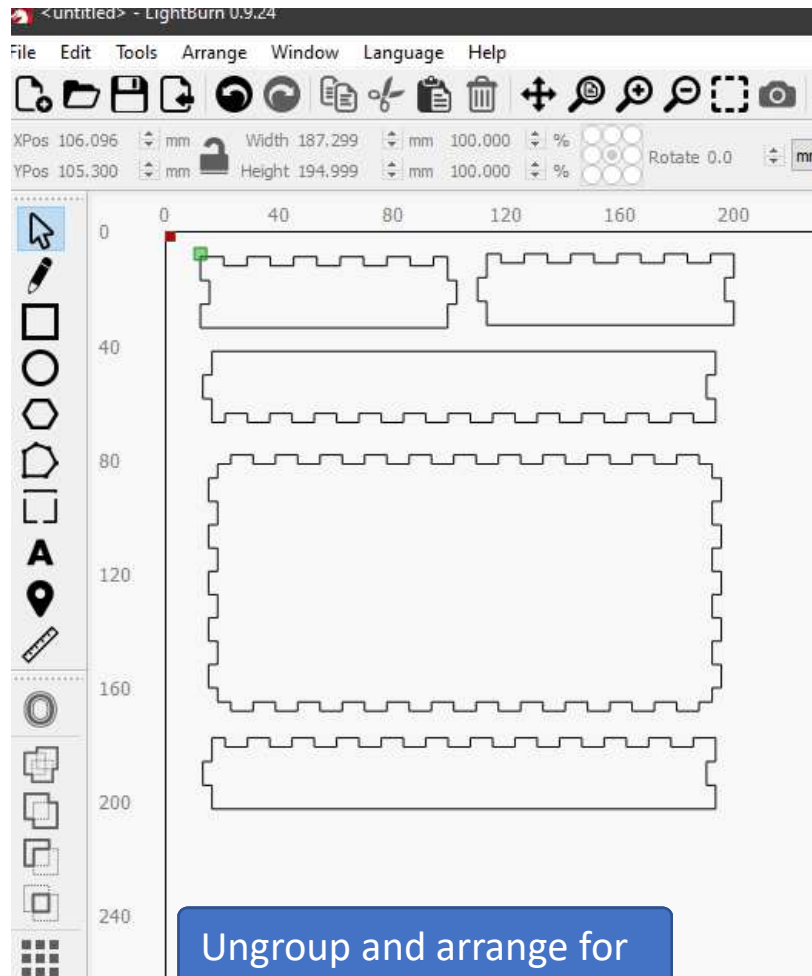 <untitled> - LightBurn 0.9.24
File Edit Tools Arrange Window Language Help
XPos 106.096 mm Width 187.299 mm 100.000 % Rotate 0.0 mm
YPos 105.300 mm Height 194.999 mm 100.000 %
0 40 80 120 160 200
0
40
80
120
160
200
240
A
Ungroup and arrange for